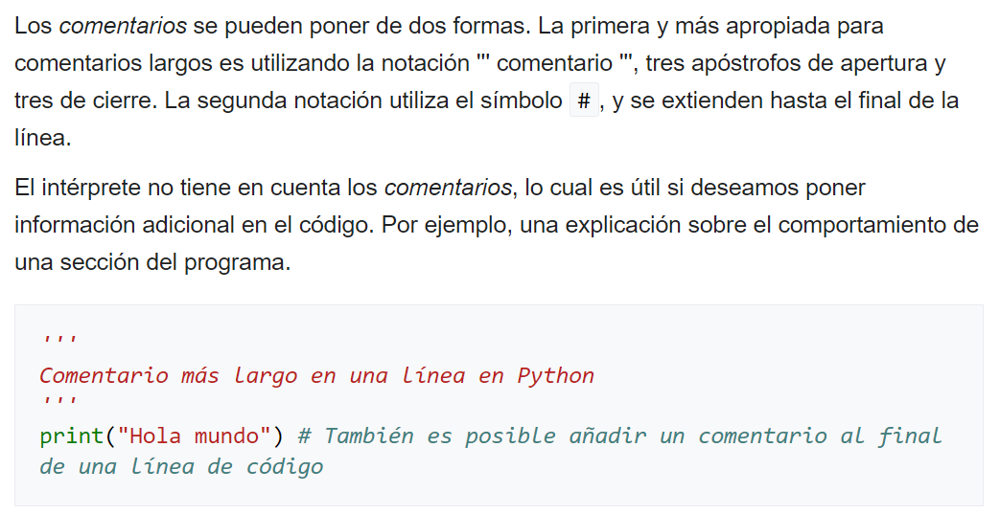 Los comentarios se pueden poner de dos formas. La primera y más apropiada para
comentarios largos es utilizando la notación ''' comentario ''', tres apóstrofos de apertura y
tres de cierre. La segunda notación utiliza el símbolo #, y se extienden hasta el final de la
línea.
El intérprete no tiene en cuenta los comentarios, lo cual es útil si deseamos poner
información adicional en el código. Por ejemplo, una explicación sobre el comportamiento de
una sección del programa.
'''
Comentario más largo en una línea en Python
'''
print("Hola mundo") # También es posible añadir un comentario al final
de una línea de código